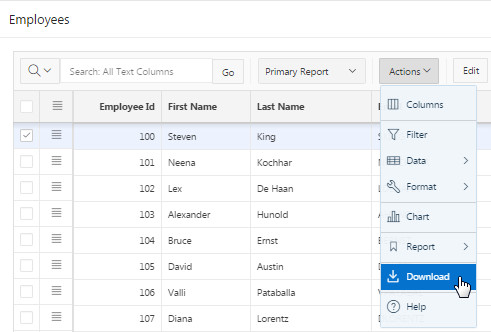 Employees
Search: All Text Columns Go Primary Report Actions Edit
Employee Id First Name Last Name
Columns
100 Steven King
Filter
101 Neena Kochhar
Data
102 Lex De Haan
Format
103 Alexander Hunold
Chart
104 Bruce Ernst
Report
105 David Austin
Download
106 Valli Pataballa
Help
107 Diana Lorentz